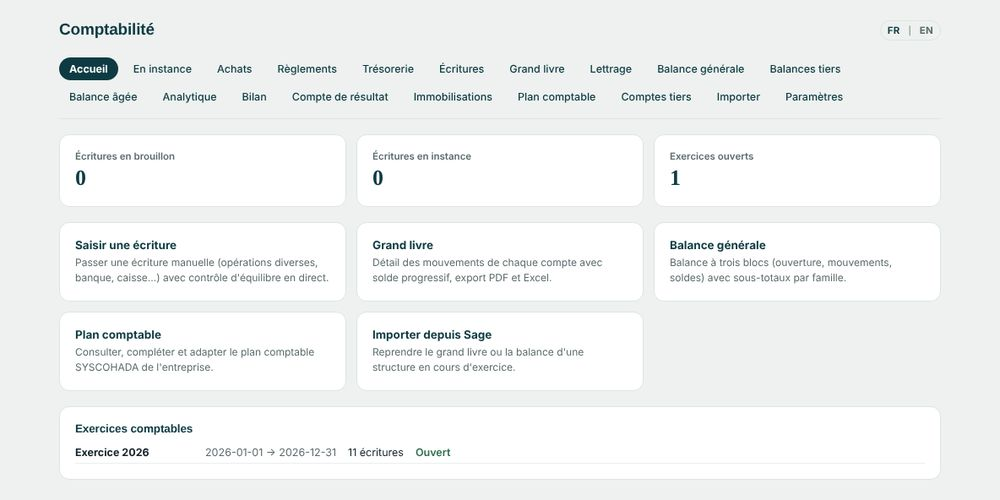 Comptabilité
FR | EN
Accueil En instance Achats Règlements Trésorerie Écritures Grand livre Lettrage Balance générale Balances tiers
Balance âgée Analytique Bilan Compte de résultat Immobilisations Plan comptable Comptes tiers Importer Paramètres
Écritures en brouillon
0
Écritures en instance
0
Exercices ouverts
1
Saisir une écriture
Passer une écriture manuelle (opérations diverses,
banque, caisse…) avec contrôle d'équilibre en direct.
Grand livre
Détail des mouvements de chaque compte avec
solde progressif, export PDF et Excel.
Balance générale
Balance à trois blocs (ouverture, mouvements,
soldes) avec sous-totaux par famille.
Plan comptable
Consulter, compléter et adapter le plan comptable
SYSCOHADA de l'entreprise.
Importer depuis Sage
Reprendre le grand livre ou la balance d'une
structure en cours d'exercice.
Exercices comptables
Exercice 2026 2026-01-01 → 2026-12-31 11 écritures Ouvert